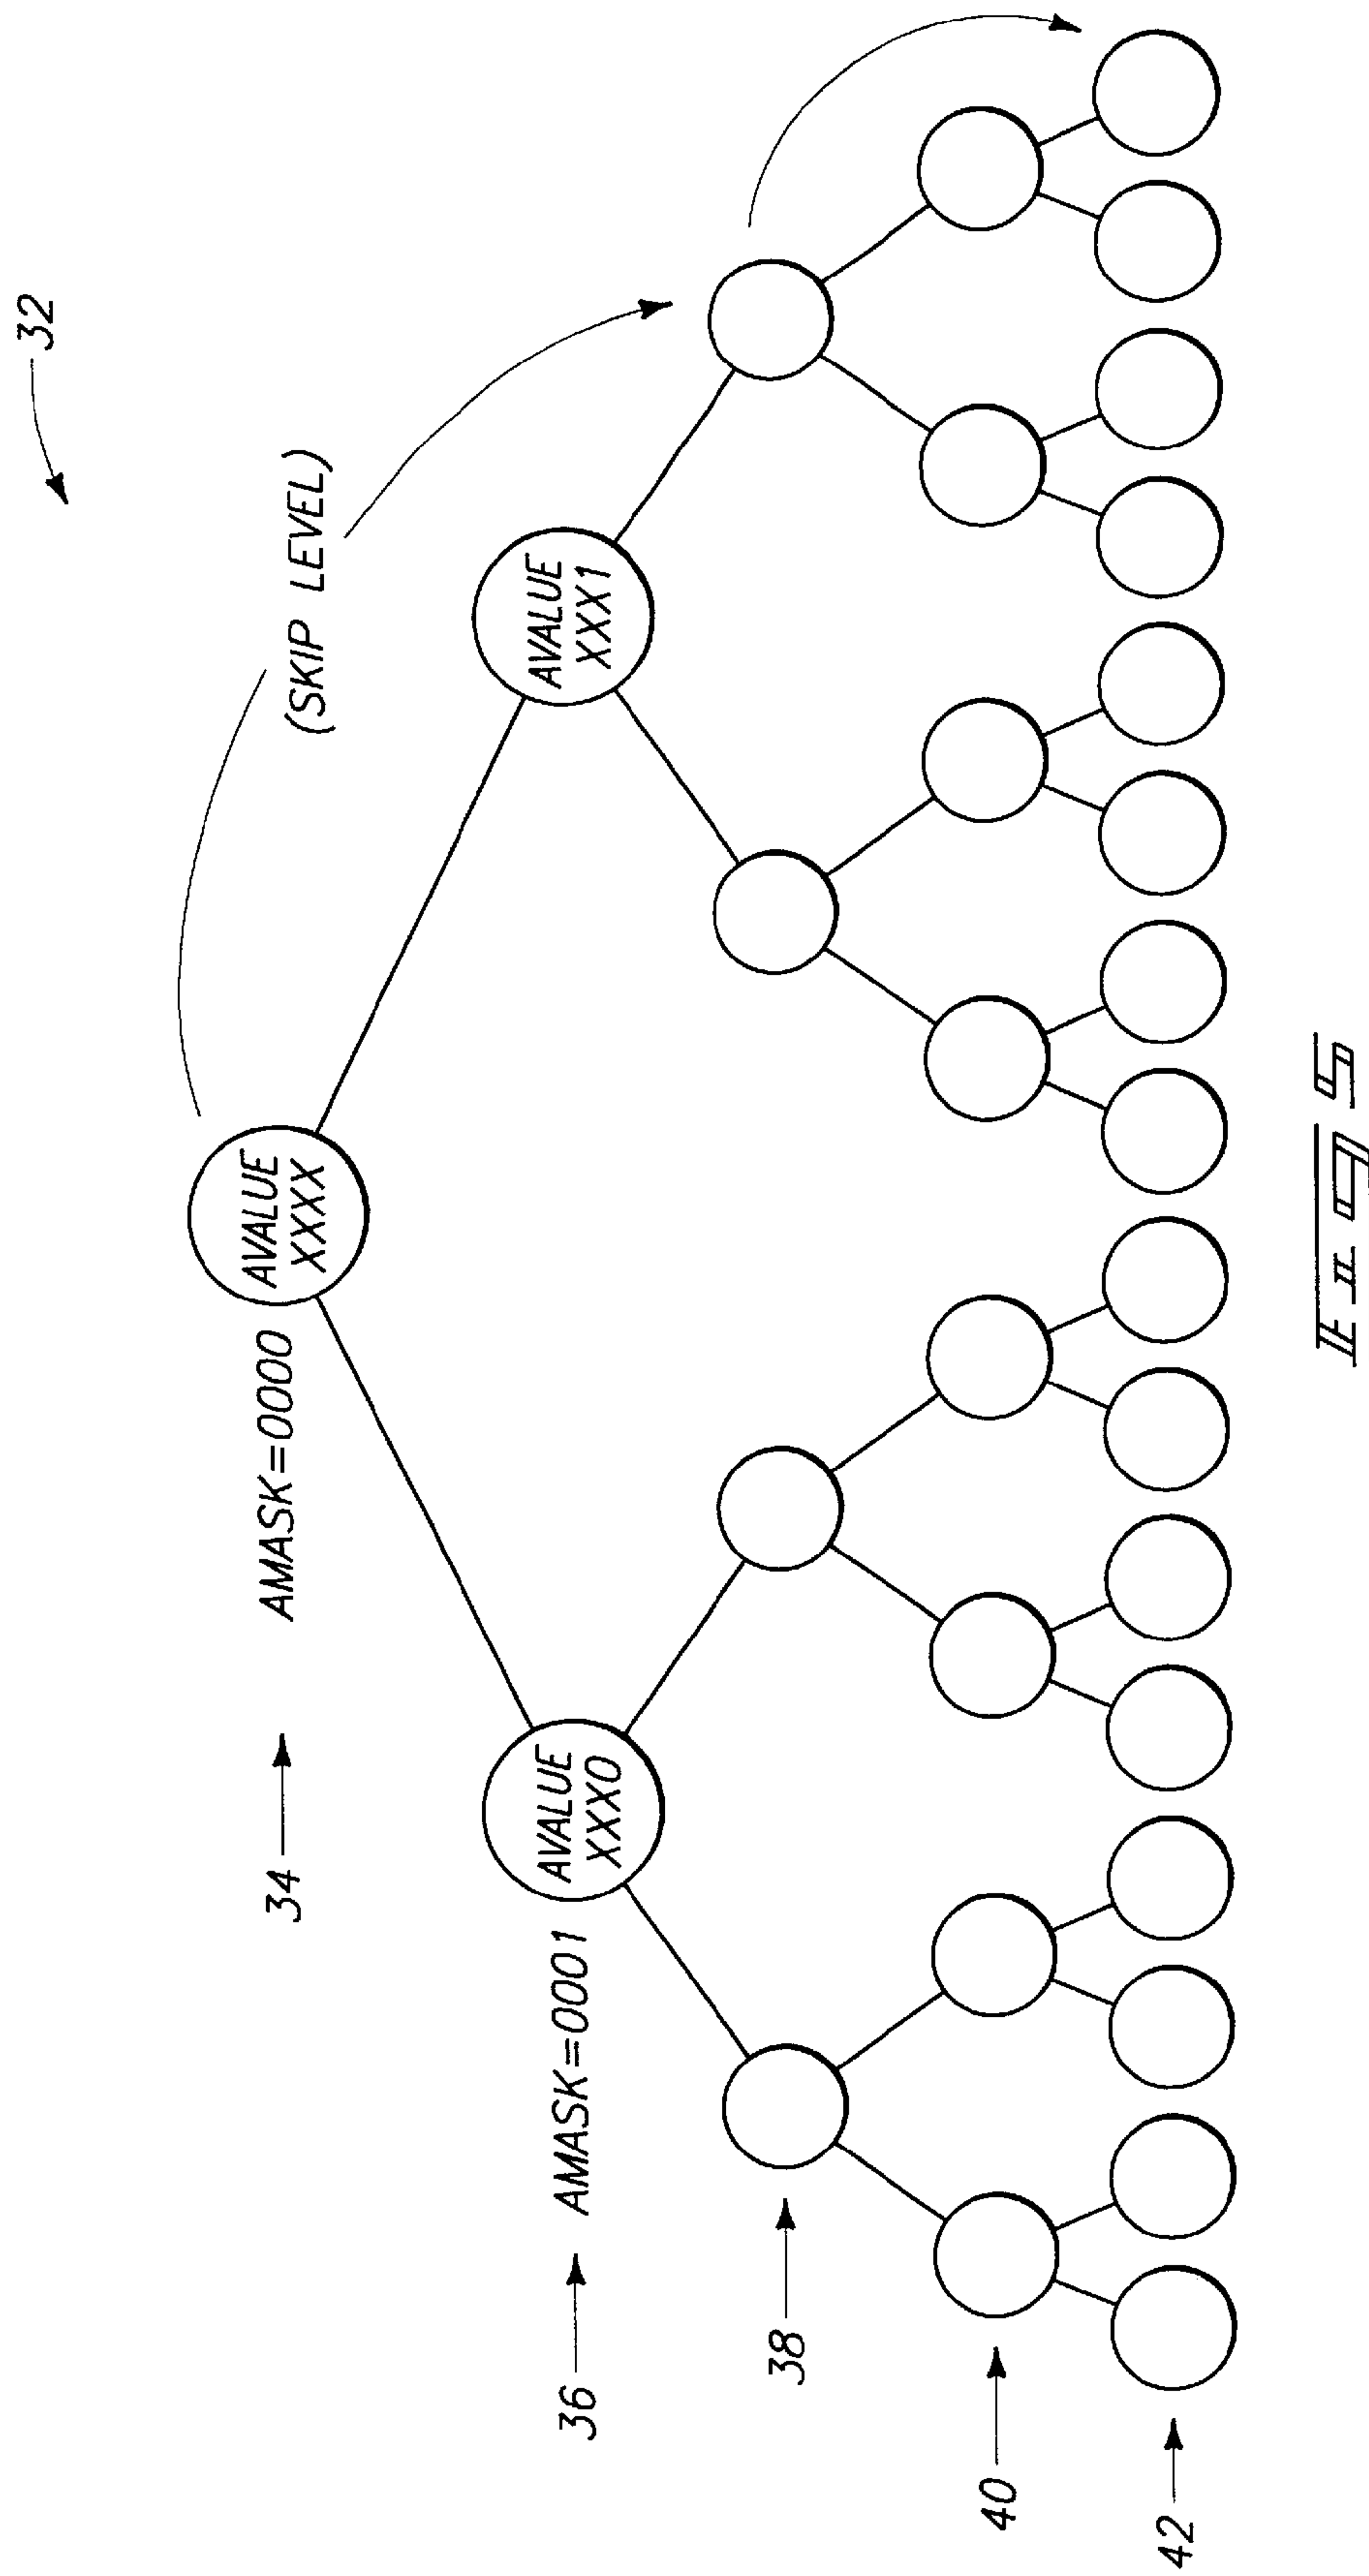 32
(SKIP LEVEL)
34
AMASK=0000
AVALUE
XXXX
36
AMASK=0001
AVALUE
XXX0
AVALUE
XXX1
38
40
42
FIG 5